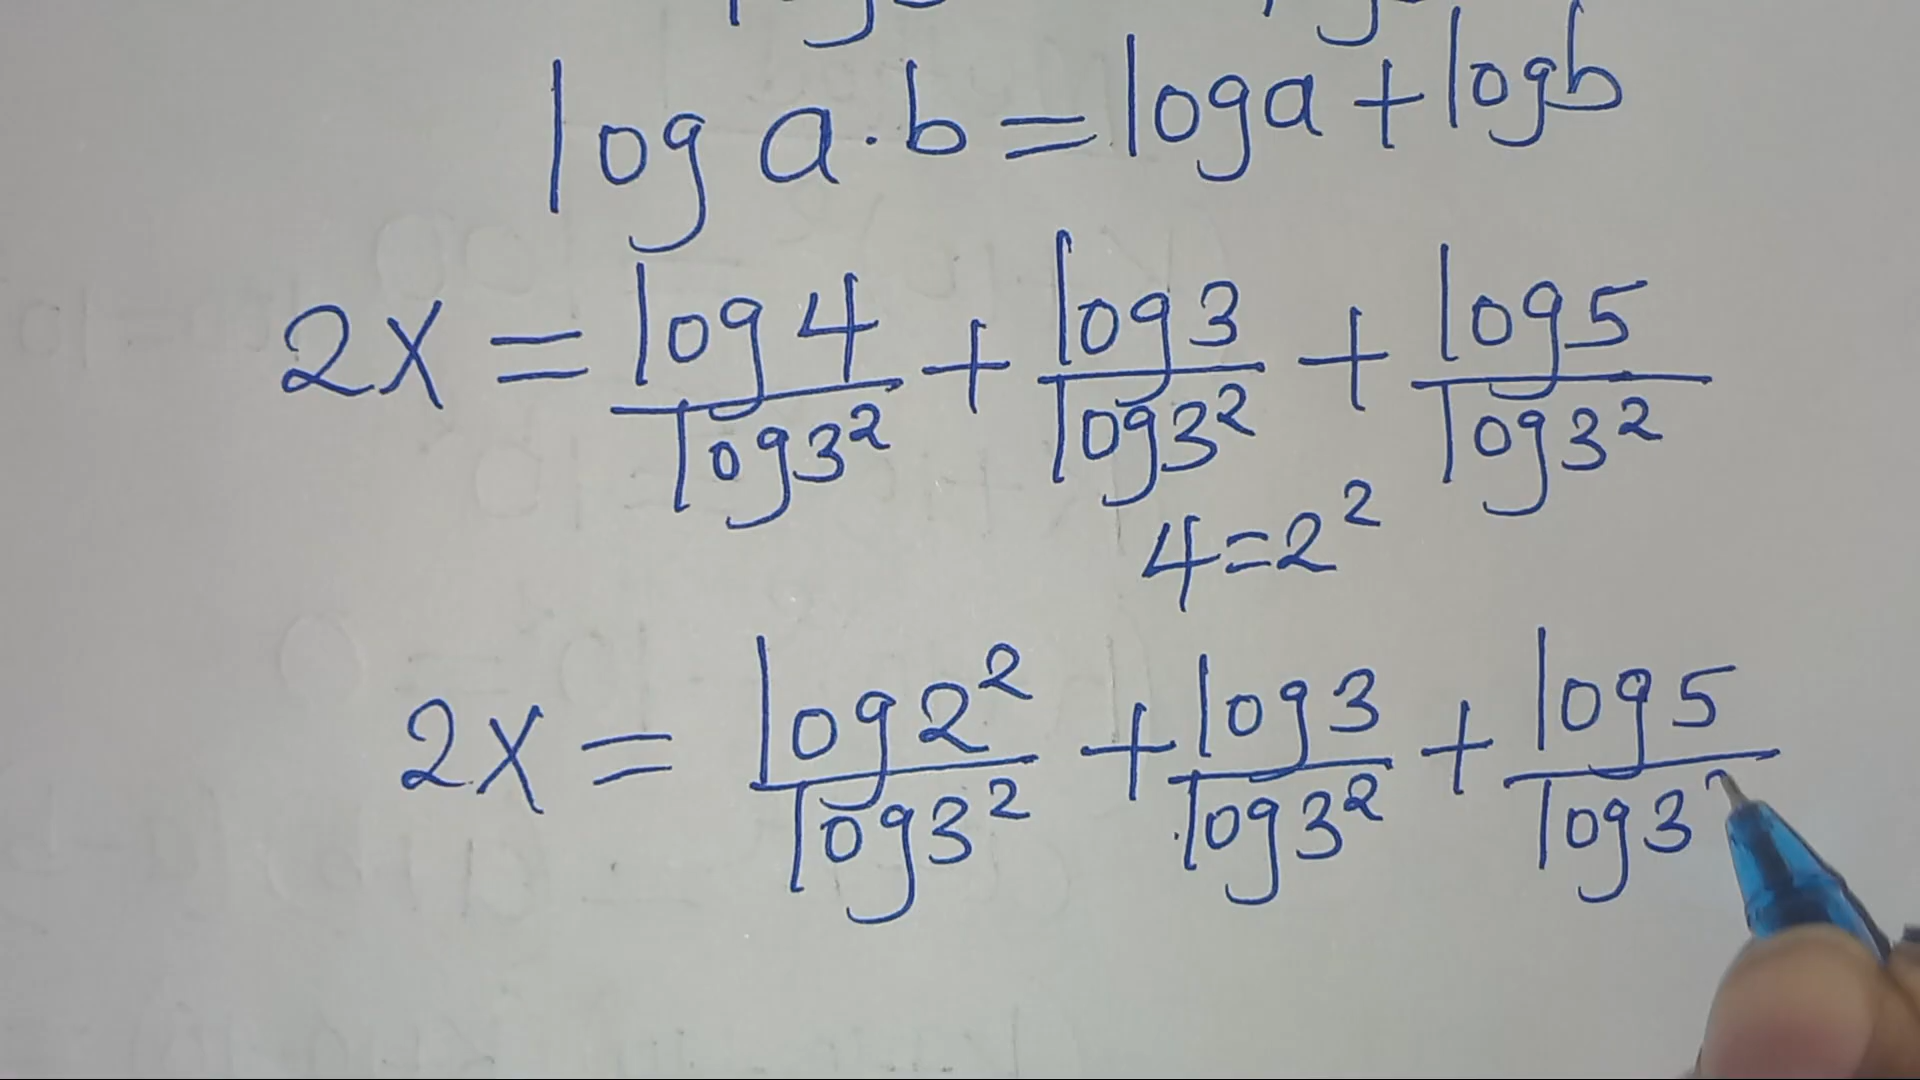 log a·b = log a + log b
2x = log 4 / log 3² + log 3 / log 3² + log 5 / log 3²
4 = 2²
2x = log 2² / log 3² + log 3 / log 3² + log 5 / log 3